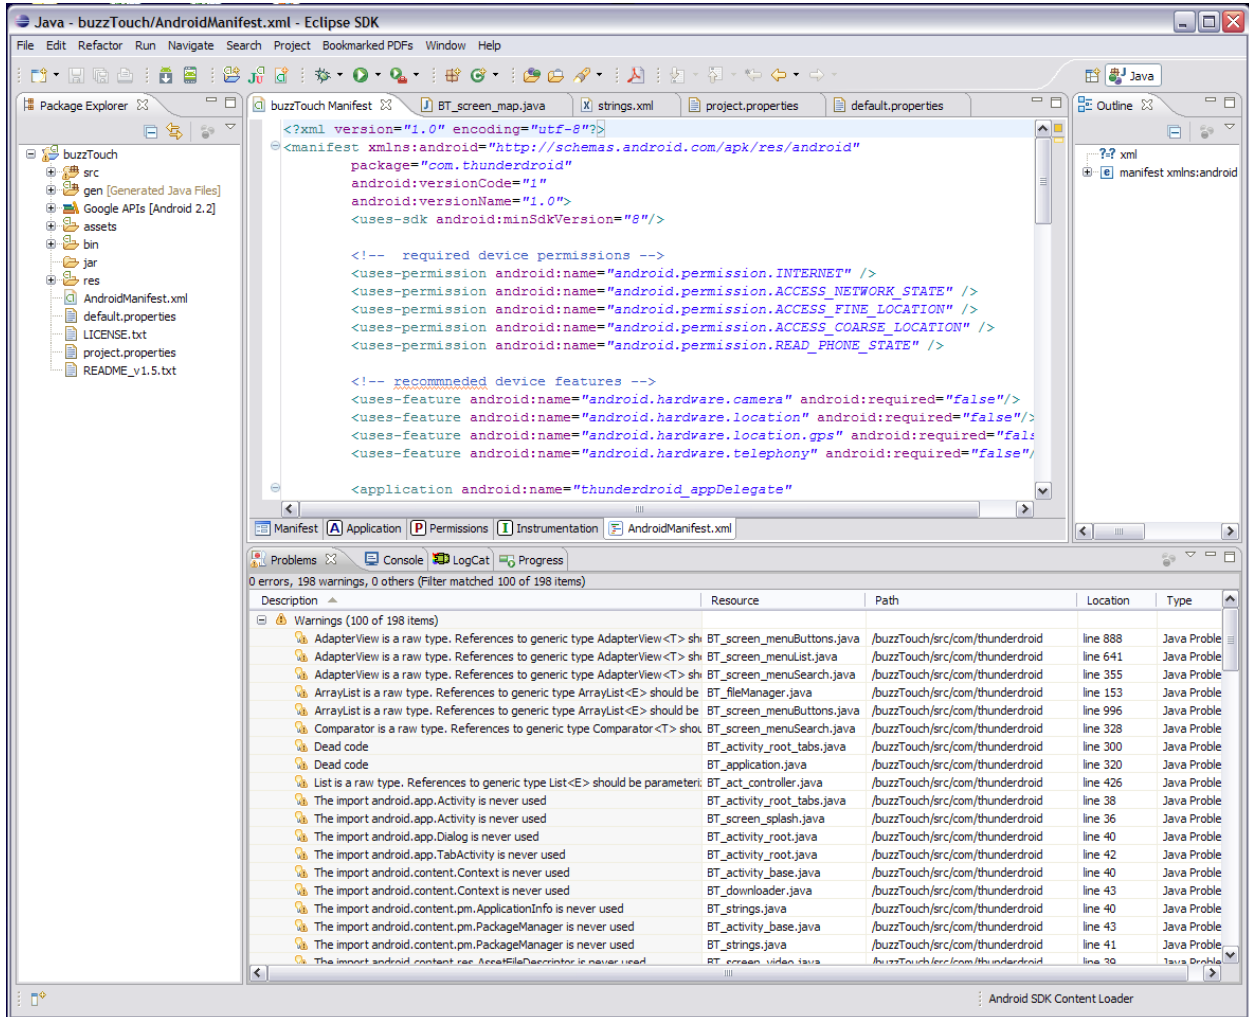 Java - buzzTouch/AndroidManifest.xml - Eclipse SDK
File Edit Refactor Run Navigate Search Project Bookmarked PDFs Window Help
Java
Package Explorer
buzzTouch
src
gen [Generated Java Files]
Google APIs [Android 2.2]
assets
bin
jar
res
AndroidManifest.xml
default.properties
LICENSE.txt
project.properties
README_v1.5.txt
buzzTouch Manifest BT_screen_map.java strings.xml project.properties default.properties
<?xml version="1.0" encoding="utf-8"?>
<manifest xmlns:android="http://schemas.android.com/apk/res/android"
package="com.thunderdroid"
android:versionCode="1"
android:versionName="1.0">
<uses-sdk android:minSdkVersion="8"/>
<!-- required device permissions -->
<uses-permission android:name="android.permission.INTERNET" />
<uses-permission android:name="android.permission.ACCESS_NETWORK_STATE" />
<uses-permission android:name="android.permission.ACCESS_FINE_LOCATION" />
<uses-permission android:name="android.permission.ACCESS_COARSE_LOCATION" />
<uses-permission android:name="android.permission.READ_PHONE_STATE" />
<!-- recommneded device features -->
<uses-feature android:name="android.hardware.camera" android:required="false"/>
<uses-feature android:name="android.hardware.location" android:required="false"/>
<uses-feature android:name="android.hardware.location.gps" android:required="fals
<uses-feature android:name="android.hardware.telephony" android:required="false"/
<application android:name="thunderdroid_appDelegate"
Manifest A Application P Permissions I Instrumentation AndroidManifest.xml
Outline
?=? xml
e manifest xmlns:android
Problems Console LogCat Progress
0 errors, 198 warnings, 0 others (Filter matched 100 of 198 items)
Description Resource Path Location Type
Warnings (100 of 198 items)
AdapterView is a raw type. References to generic type AdapterView<T> sh BT_screen_menuButtons.java /buzzTouch/src/com/thunderdroid line 888 Java Proble
AdapterView is a raw type. References to generic type AdapterView<T> sh BT_screen_menuList.java /buzzTouch/src/com/thunderdroid line 641 Java Proble
AdapterView is a raw type. References to generic type AdapterView<T> sh BT_screen_menuSearch.java /buzzTouch/src/com/thunderdroid line 355 Java Proble
ArrayList is a raw type. References to generic type ArrayList<E> should be BT_fileManager.java /buzzTouch/src/com/thunderdroid line 153 Java Proble
ArrayList is a raw type. References to generic type ArrayList<E> should be BT_screen_menuButtons.java /buzzTouch/src/com/thunderdroid line 996 Java Proble
Comparator is a raw type. References to generic type Comparator<T> shou BT_screen_menuSearch.java /buzzTouch/src/com/thunderdroid line 328 Java Proble
Dead code BT_activity_root_tabs.java /buzzTouch/src/com/thunderdroid line 300 Java Proble
Dead code BT_application.java /buzzTouch/src/com/thunderdroid line 320 Java Proble
List is a raw type. References to generic type List<E> should be parameteri BT_act_controller.java /buzzTouch/src/com/thunderdroid line 426 Java Proble
The import android.app.Activity is never used BT_activity_root_tabs.java /buzzTouch/src/com/thunderdroid line 38 Java Proble
The import android.app.Activity is never used BT_screen_splash.java /buzzTouch/src/com/thunderdroid line 36 Java Proble
The import android.app.Dialog is never used BT_activity_root.java /buzzTouch/src/com/thunderdroid line 40 Java Proble
The import android.app.TabActivity is never used BT_activity_root.java /buzzTouch/src/com/thunderdroid line 42 Java Proble
The import android.content.Context is never used BT_activity_base.java /buzzTouch/src/com/thunderdroid line 40 Java Proble
The import android.content.Context is never used BT_downloader.java /buzzTouch/src/com/thunderdroid line 43 Java Proble
The import android.content.pm.ApplicationInfo is never used BT_strings.java /buzzTouch/src/com/thunderdroid line 40 Java Proble
The import android.content.pm.PackageManager is never used BT_activity_base.java /buzzTouch/src/com/thunderdroid line 43 Java Proble
The import android.content.pm.PackageManager is never used BT_strings.java /buzzTouch/src/com/thunderdroid line 41 Java Proble
The import android.content.res.AssetFileDescriptor is never used BT_screen_video.java /buzzTouch/src/com/thunderdroid line 39 Java Proble
Android SDK Content Loader